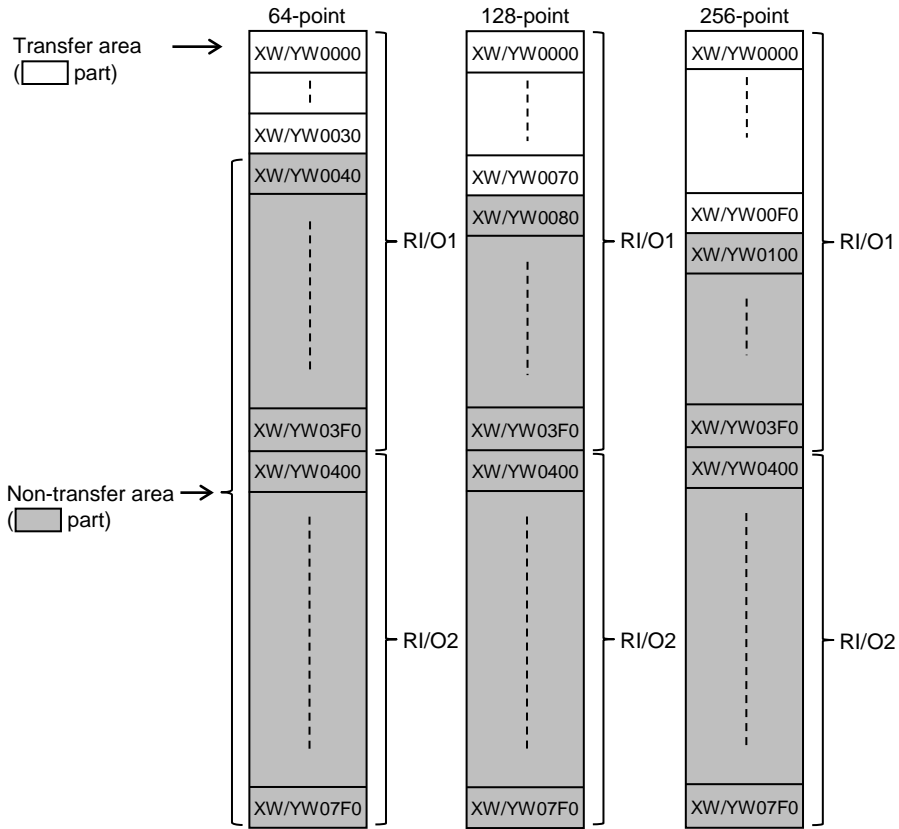 64-point
128-point
256-point
Transfer area
( part)
XW/YW0000
XW/YW0030
XW/YW0040
XW/YW03F0
XW/YW0400
XW/YW07F0
RI/O1
RI/O2
XW/YW0000
XW/YW0070
XW/YW0080
XW/YW03F0
XW/YW0400
XW/YW07F0
RI/O1
RI/O2
XW/YW0000
XW/YW00F0
XW/YW0100
XW/YW03F0
XW/YW0400
XW/YW07F0
RI/O1
RI/O2
Non-transfer area
( part)